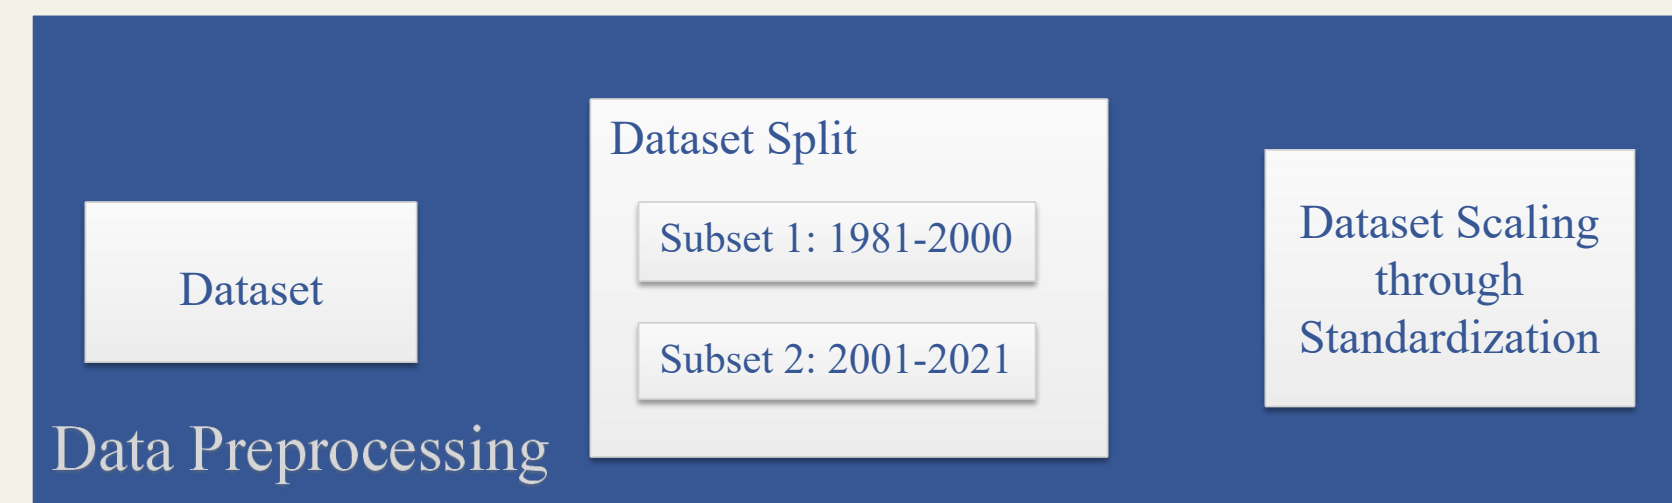 Dataset
Data Preprocessing
Dataset Split
Subset 1: 1981-2000
Subset 2: 2001-2021
Dataset Scaling
through
Standardization